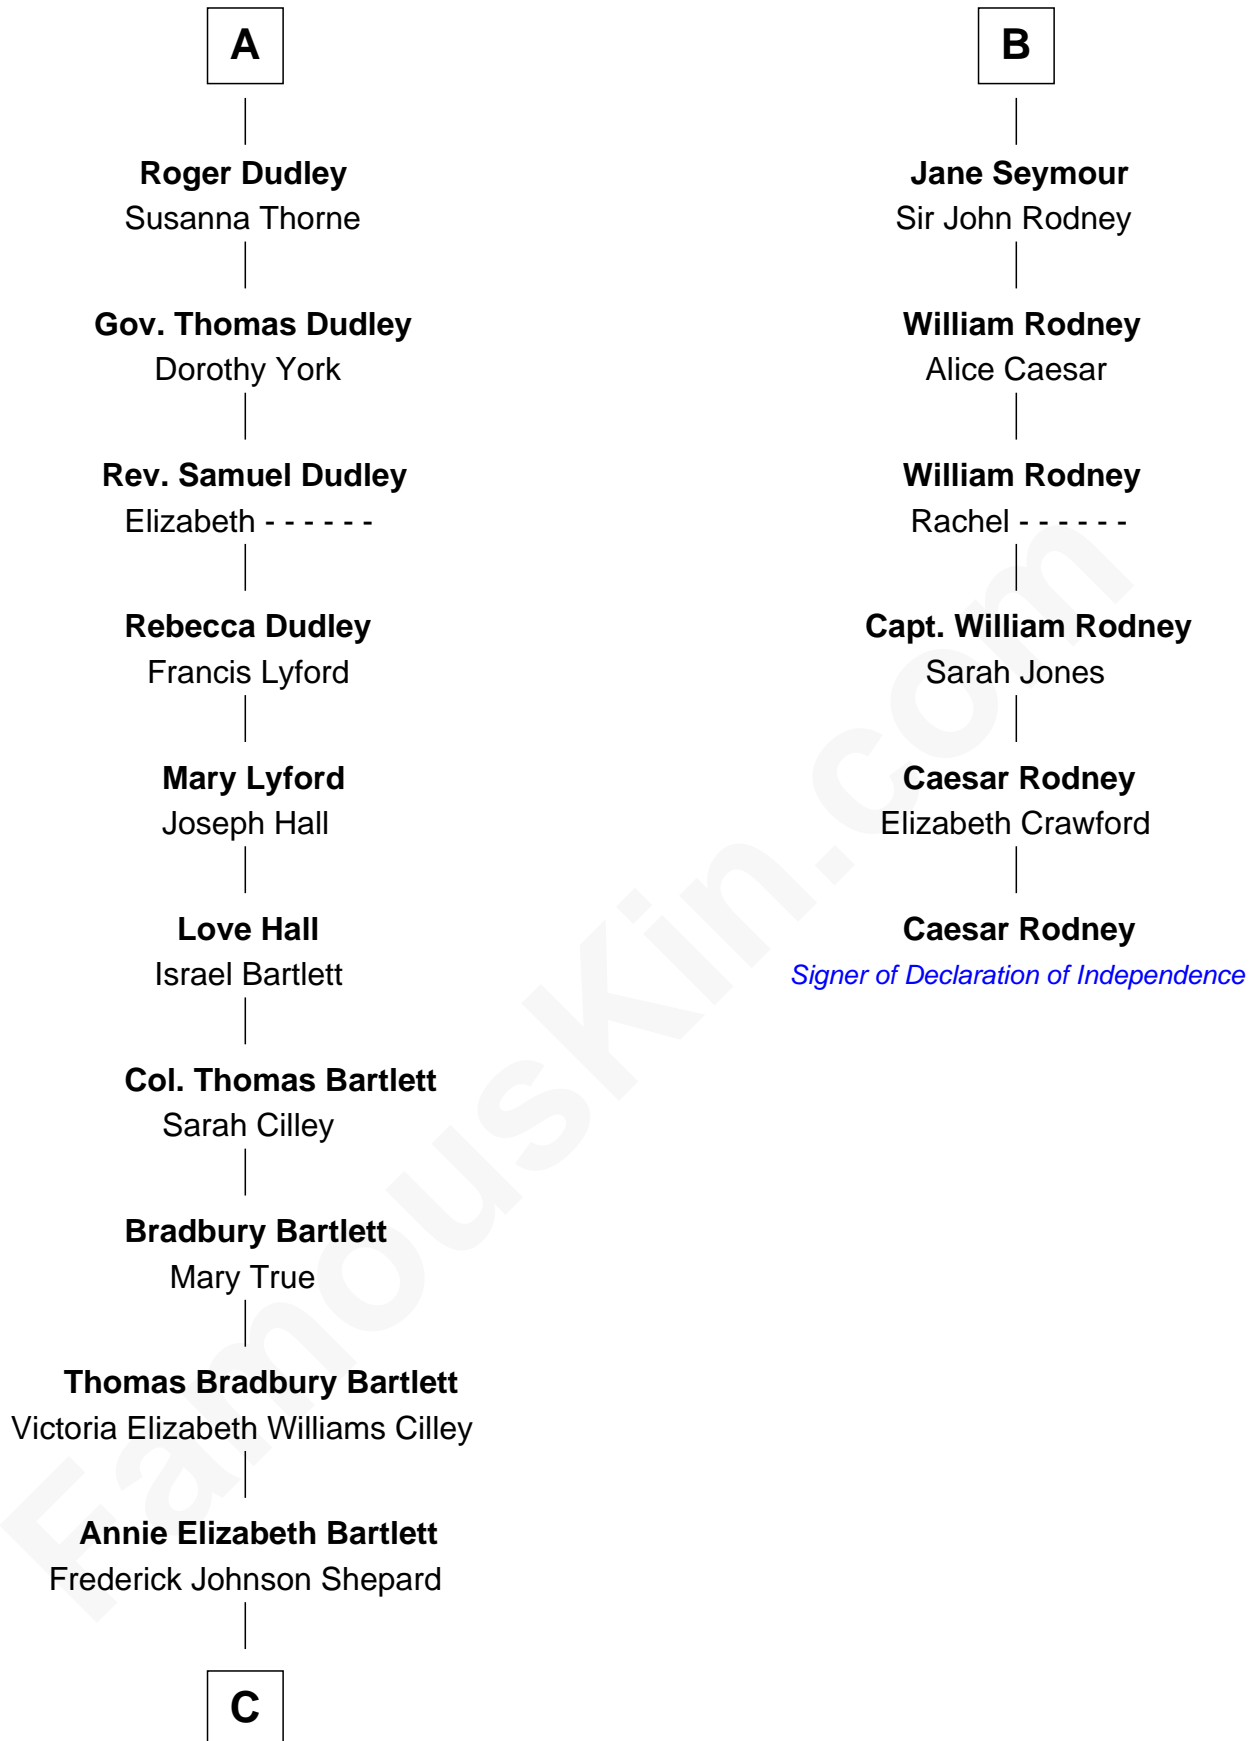 A
Roger Dudley
Susanna Thorne
Gov. Thomas Dudley
Dorothy York
Rev. Samuel Dudley
Elizabeth - - - - - -
Rebecca Dudley
Francis Lyford
Mary Lyford
Joseph Hall
Love Hall
Israel Bartlett
Col. Thomas Bartlett
Sarah Cilley
Bradbury Bartlett
Mary True
Thomas Bradbury Bartlett
Victoria Elizabeth Williams Cilley
Annie Elizabeth Bartlett
Frederick Johnson Shepard
C
B
Jane Seymour
Sir John Rodney
William Rodney
Alice Caesar
William Rodney
Rachel - - - - - -
Capt. William Rodney
Sarah Jones
Caesar Rodney
Elizabeth Crawford
Caesar Rodney
Signer of Declaration of Independence
FamousKin.com